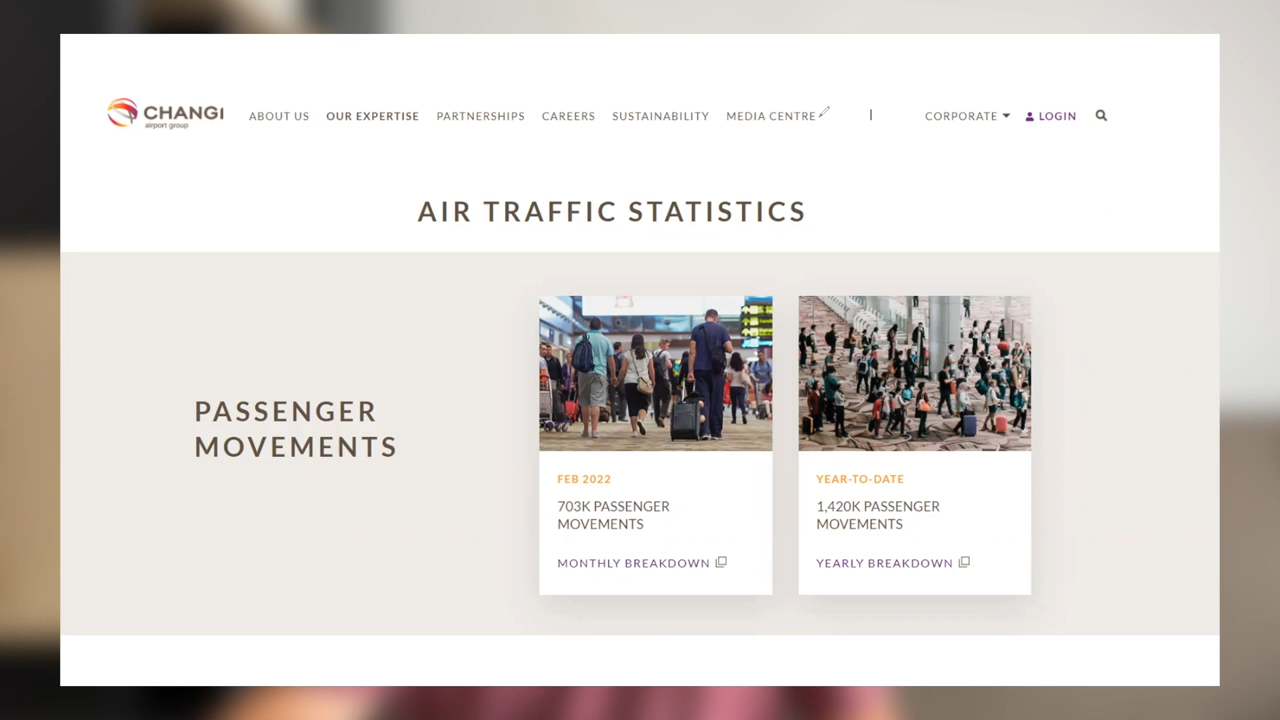 CHANGI
airport group
ABOUT US
OUR EXPERTISE
PARTNERSHIPS
CAREERS
SUSTAINABILITY
MEDIA CENTRE
CORPORATE
LOGIN
AIR TRAFFIC STATISTICS
PASSENGER
MOVEMENTS
FEB 2022
703K PASSENGER
MOVEMENTS
MONTHLY BREAKDOWN
YEAR-TO-DATE
1,420K PASSENGER
MOVEMENTS
YEARLY BREAKDOWN